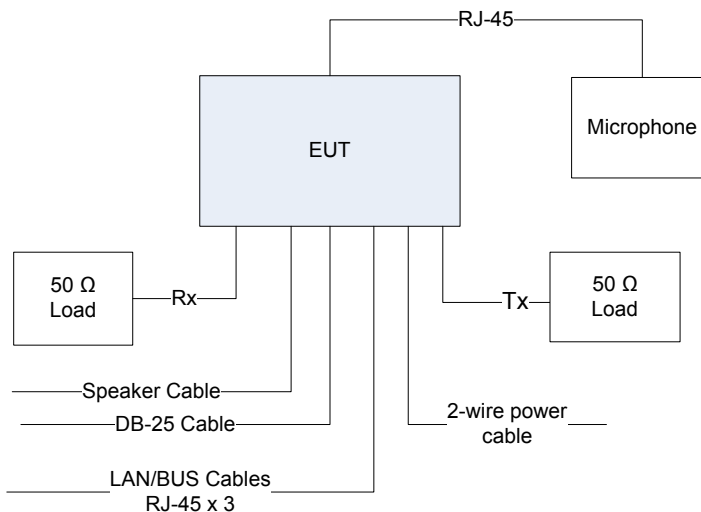 RJ-45
EUT
Microphone
50 Ω
Load
Rx
Tx
50 Ω
Load
Speaker Cable
DB-25 Cable
2-wire power
cable
LAN/BUS Cables
RJ-45 x 3